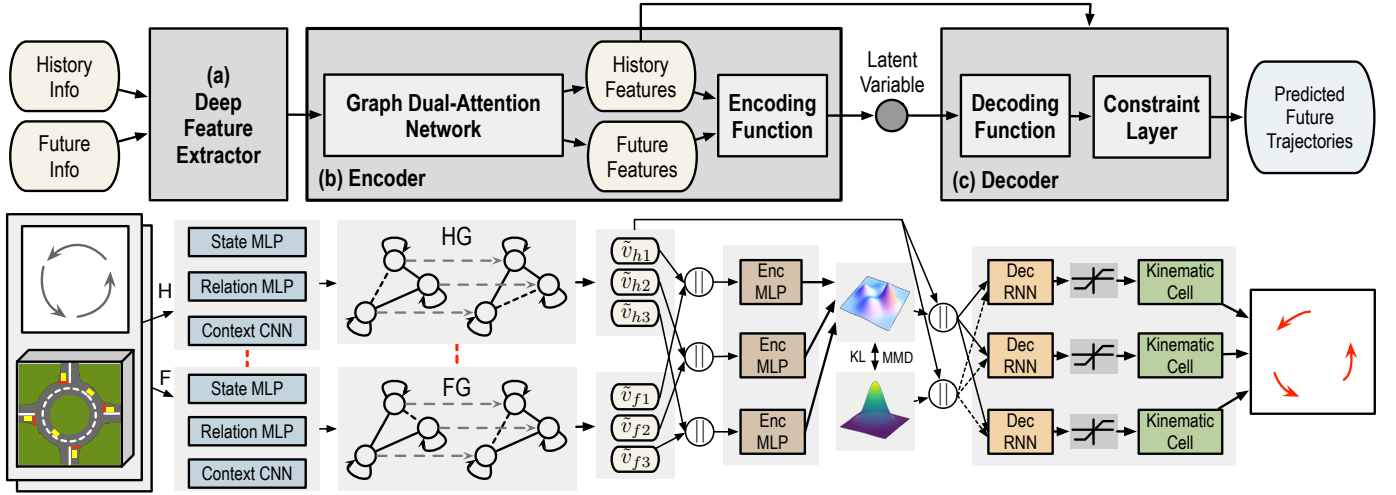 History
Info
Future
Info
(a)
Deep
Feature
Extractor
Graph Dual-Attention
Network
History
Features
Future
Features
Encoding
Function
(b) Encoder
Latent
Variable
Decoding
Function
Constraint
Layer
(c) Decoder
Predicted
Future
Trajectories
H
F
State MLP
Relation MLP
Context CNN
State MLP
Relation MLP
Context CNN
HG
FG
ṽh1
ṽh2
ṽh3
ṽf1
ṽf2
ṽf3
||
||
||
Enc
MLP
Enc
MLP
Enc
MLP
KL
MMD
||
||
Dec
RNN
Dec
RNN
Dec
RNN
Kinematic
Cell
Kinematic
Cell
Kinematic
Cell